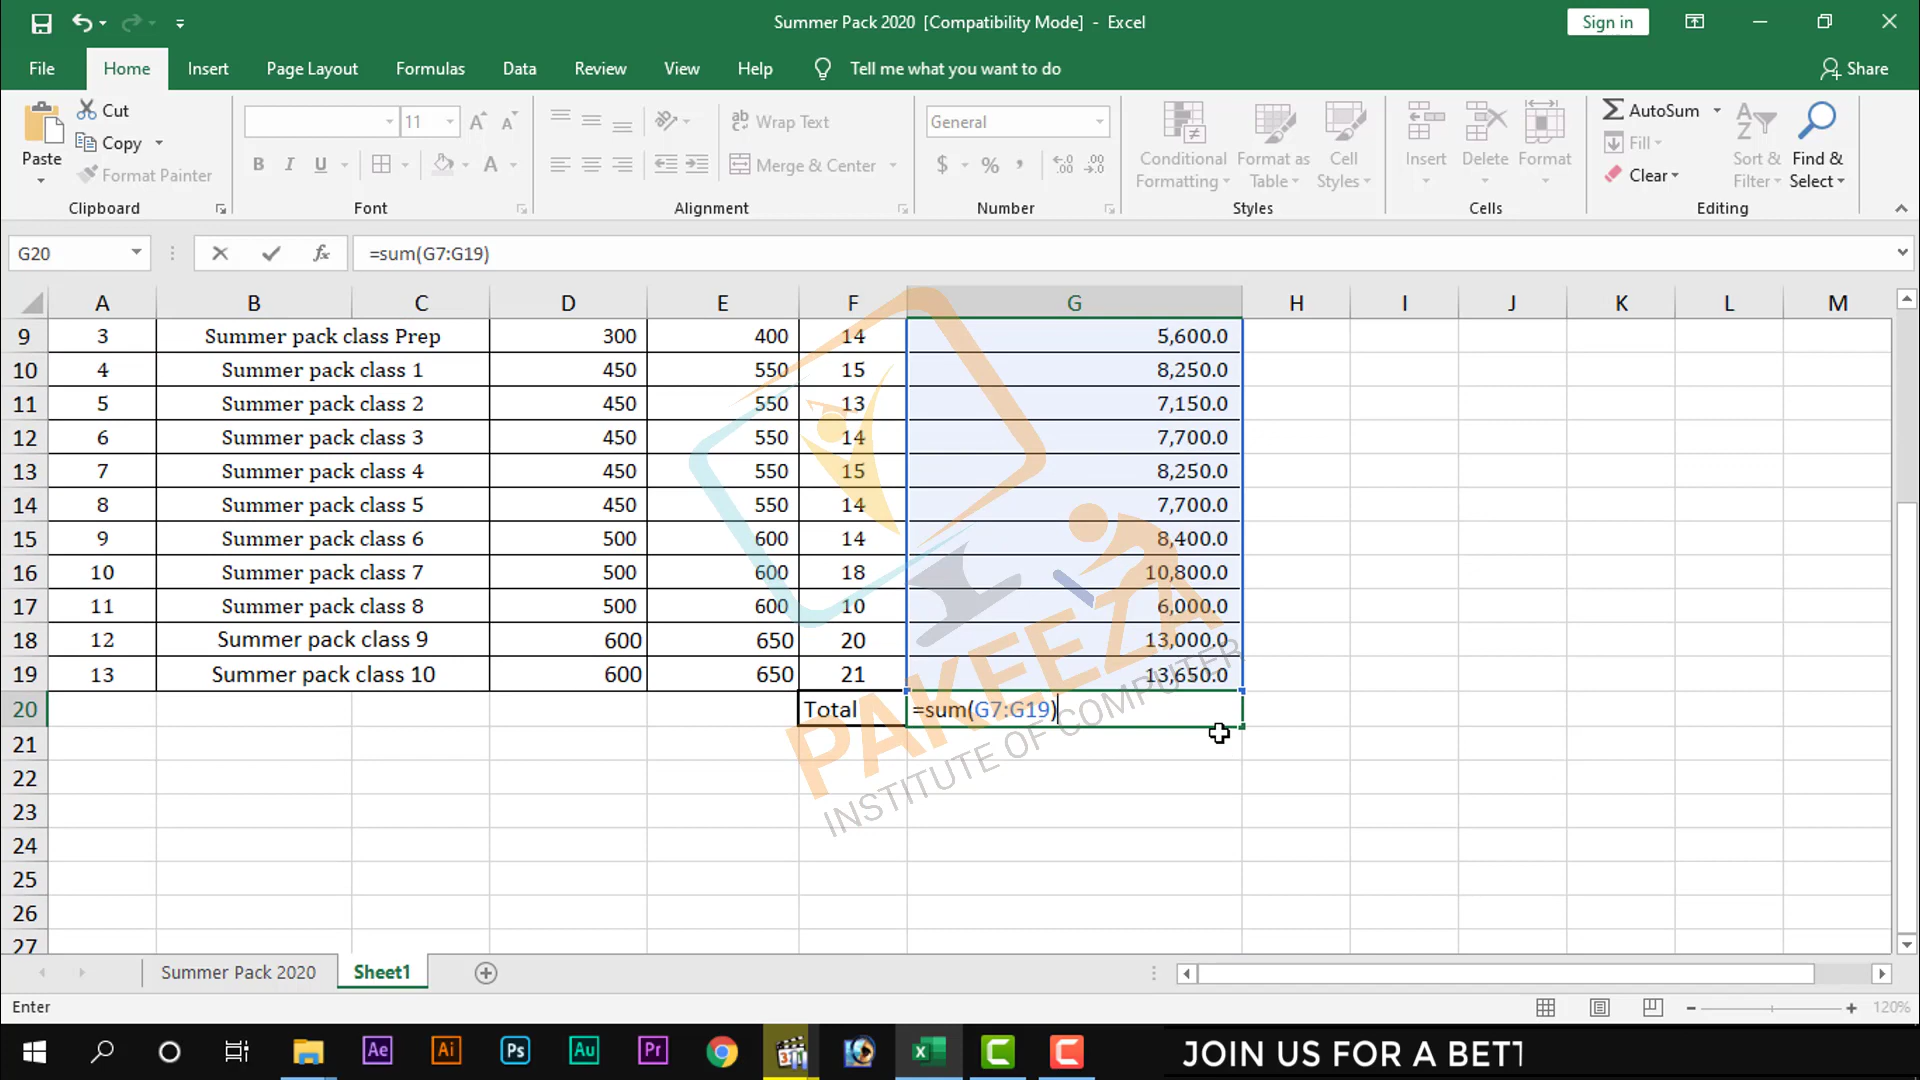 Summer Pack 2020 [Compatibility Mode] - Excel
Sign in
File Home Insert Page Layout Formulas Data Review View Help Tell me what you want to do Share
Paste Cut Copy Format Painter Clipboard
11 B I U A Font
Wrap Text Merge & Center Alignment
General $ % , Number
Conditional Formatting Format as Table Cell Styles Styles
Insert Delete Format Cells
AutoSum Fill Clear Sort & Filter Find & Select Editing
G20 fx =sum(G7:G19)
A B C D E F G H I J K L M
9 3 Summer pack class Prep 300 400 14 5,600.0
10 4 Summer pack class 1 450 550 15 8,250.0
11 5 Summer pack class 2 450 550 13 7,150.0
12 6 Summer pack class 3 450 550 14 7,700.0
13 7 Summer pack class 4 450 550 15 8,250.0
14 8 Summer pack class 5 450 550 14 7,700.0
15 9 Summer pack class 6 500 600 14 8,400.0
16 10 Summer pack class 7 500 600 18 10,800.0
17 11 Summer pack class 8 500 600 10 6,000.0
18 12 Summer pack class 9 600 650 20 13,000.0
19 13 Summer pack class 10 600 650 21 13,650.0
20 Total =sum(G7:G19)
21
22
23
24
25
26
27
PAKEEZA
INSTITUTE OF COMPUTER
Summer Pack 2020 Sheet1
Enter 120%
Ae Ai Ps Au Pr
JOIN US FOR A BETT